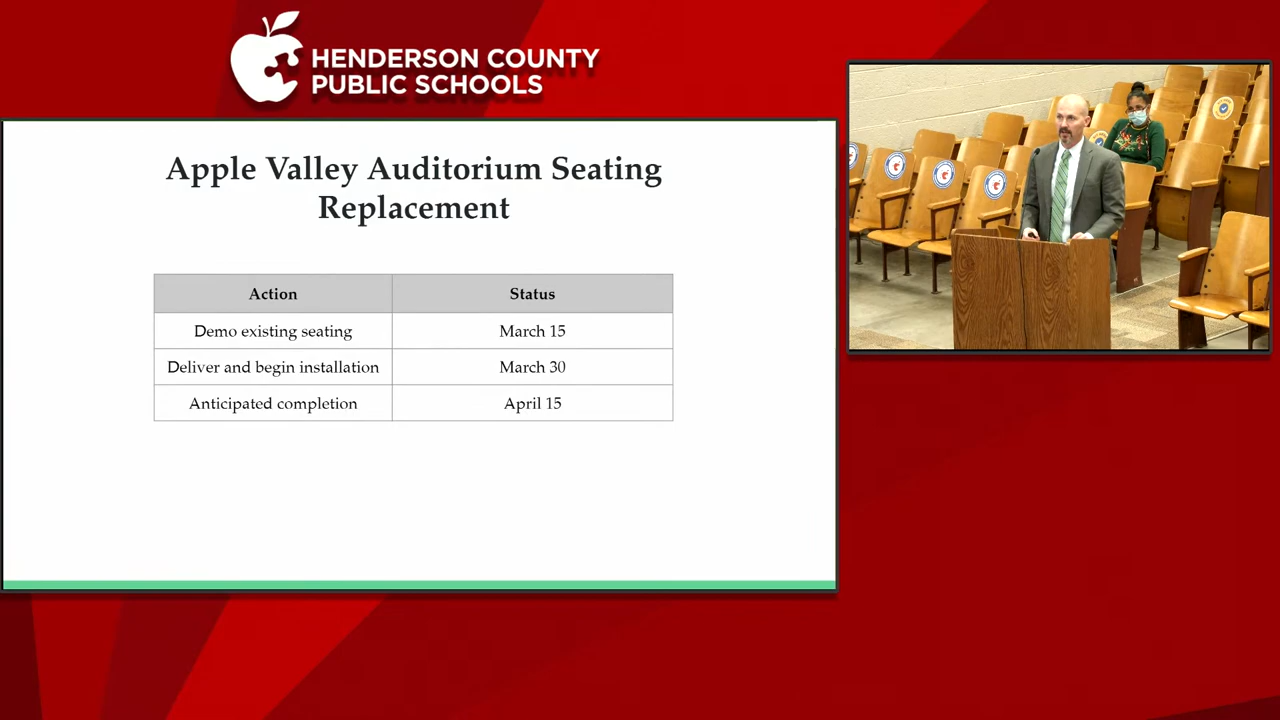 HENDERSON COUNTY
PUBLIC SCHOOLS
Apple Valley Auditorium Seating
Replacement
Action Status
Demo existing seating March 15
Deliver and begin installation March 30
Anticipated completion April 15